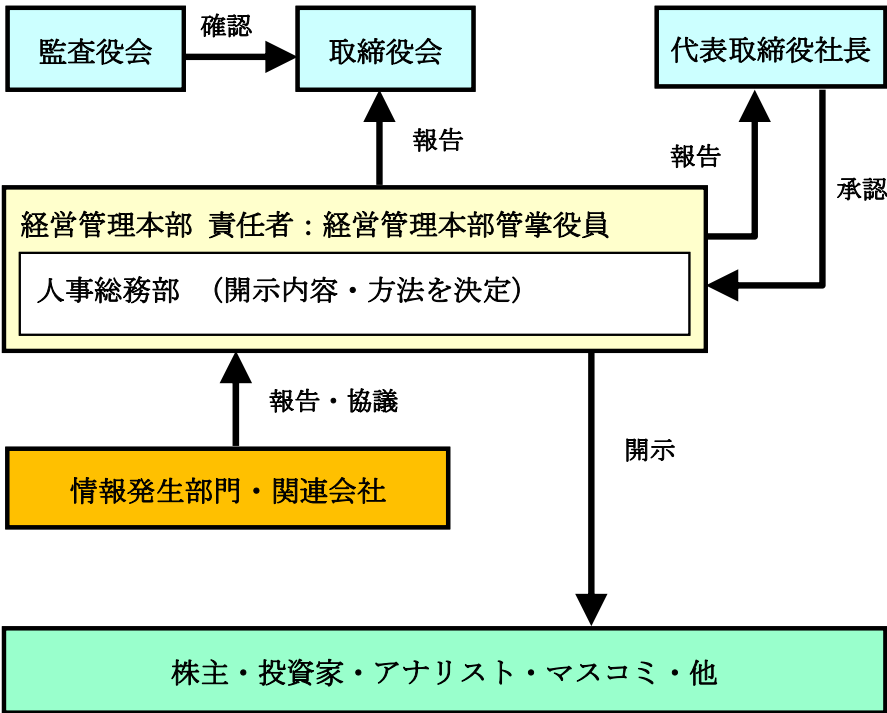 確認
監査役会
取締役会
代表取締役社長
報告
報告
承認
経営管理本部 責任者：経営管理本部管掌役員
人事総務部 （開示内容・方法を決定）
報告・協議
開示
情報発生部門・関連会社
株主・投資家・アナリスト・マスコミ・他